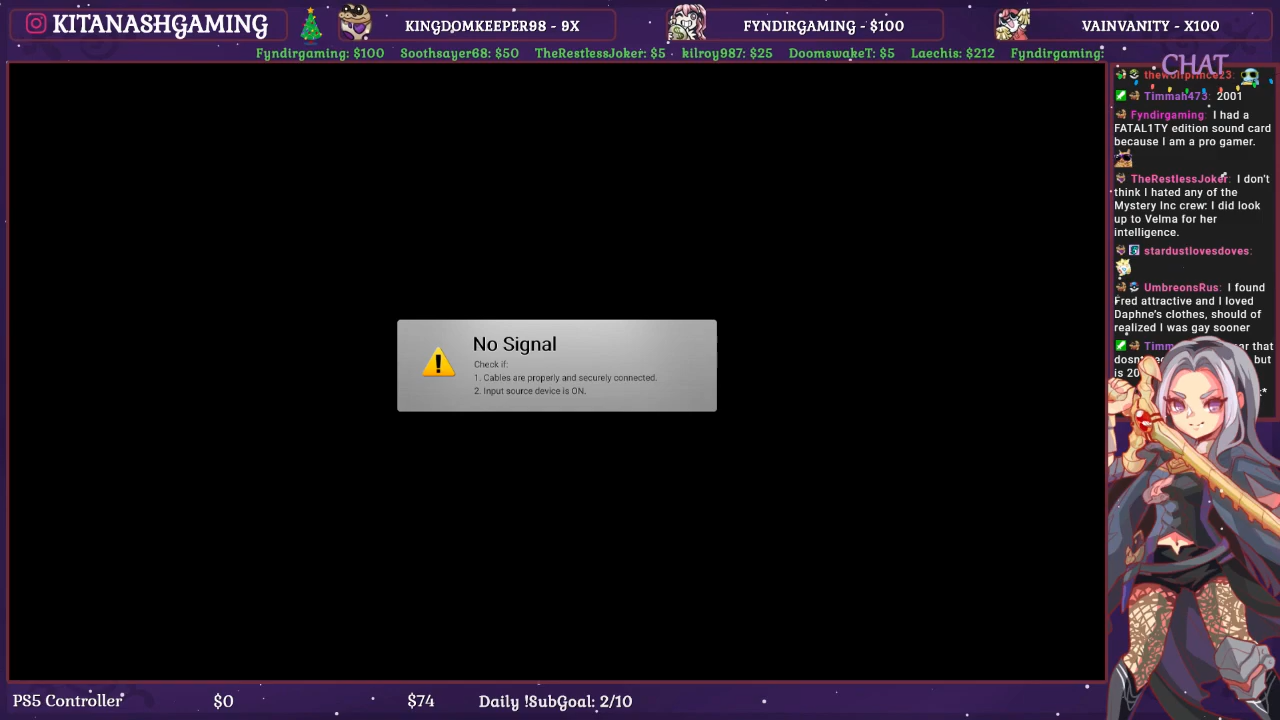 KITANASHGAMING
KINGDOMKEEPER98 - 9X
FYNDIRGAMING - $100
VAINVANITY - X100
Fyndirgaming: $100 Soothsayer68: $50 TheRestlessJoker: $5 kilroy987: $25 DoomswakeT: $5 Laechis: $212 Fyndirgaming:
CHAT
thewolfprince23:
Timmah473: 2001
Fyndirgaming: I had a
FATAL1TY edition sound card
because I am a pro gamer.
TheRestlessJoker: I don't
think I hated any of the
Mystery Inc crew: I did look
up to Velma for her
intelligence.
stardustlovesdoves:
UmbreonsRus: I found
Fred attractive and I loved
Daphne's clothes, should of
realized I was gay sooner
that
but
is
No Signal
Check if:
1. Cables are properly and securely connected.
2. Input source device is ON.
PS5 Controller $0 $74 Daily !SubGoal: 2/10